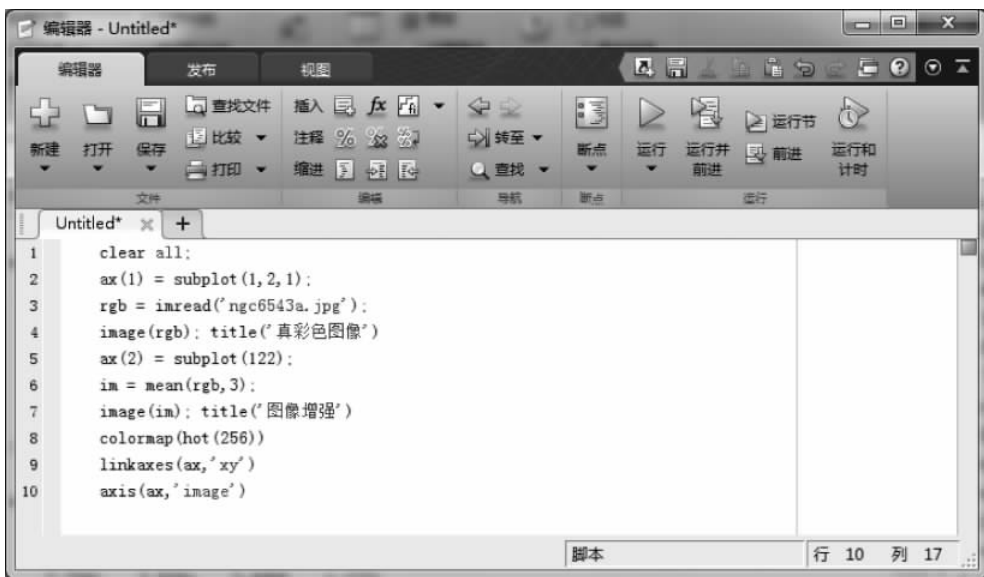 编辑器 - Untitled*
编辑器 发布 视图
新建 打开 保存 查找文件 比较 打印
文件
插入 fx 注释 缩进
编辑
转至 查找
导航
断点
断点
运行 运行并前进 运行节 前进 运行和计时
运行
Untitled*
1 clear all;
2 ax(1) = subplot(1,2,1);
3 rgb = imread('ngc6543a.jpg');
4 image(rgb); title('真彩色图像')
5 ax(2) = subplot(122);
6 im = mean(rgb,3);
7 image(im); title('图像增强')
8 colormap(hot(256))
9 linkaxes(ax,'xy')
10 axis(ax,'image')
脚本 行 10 列 17